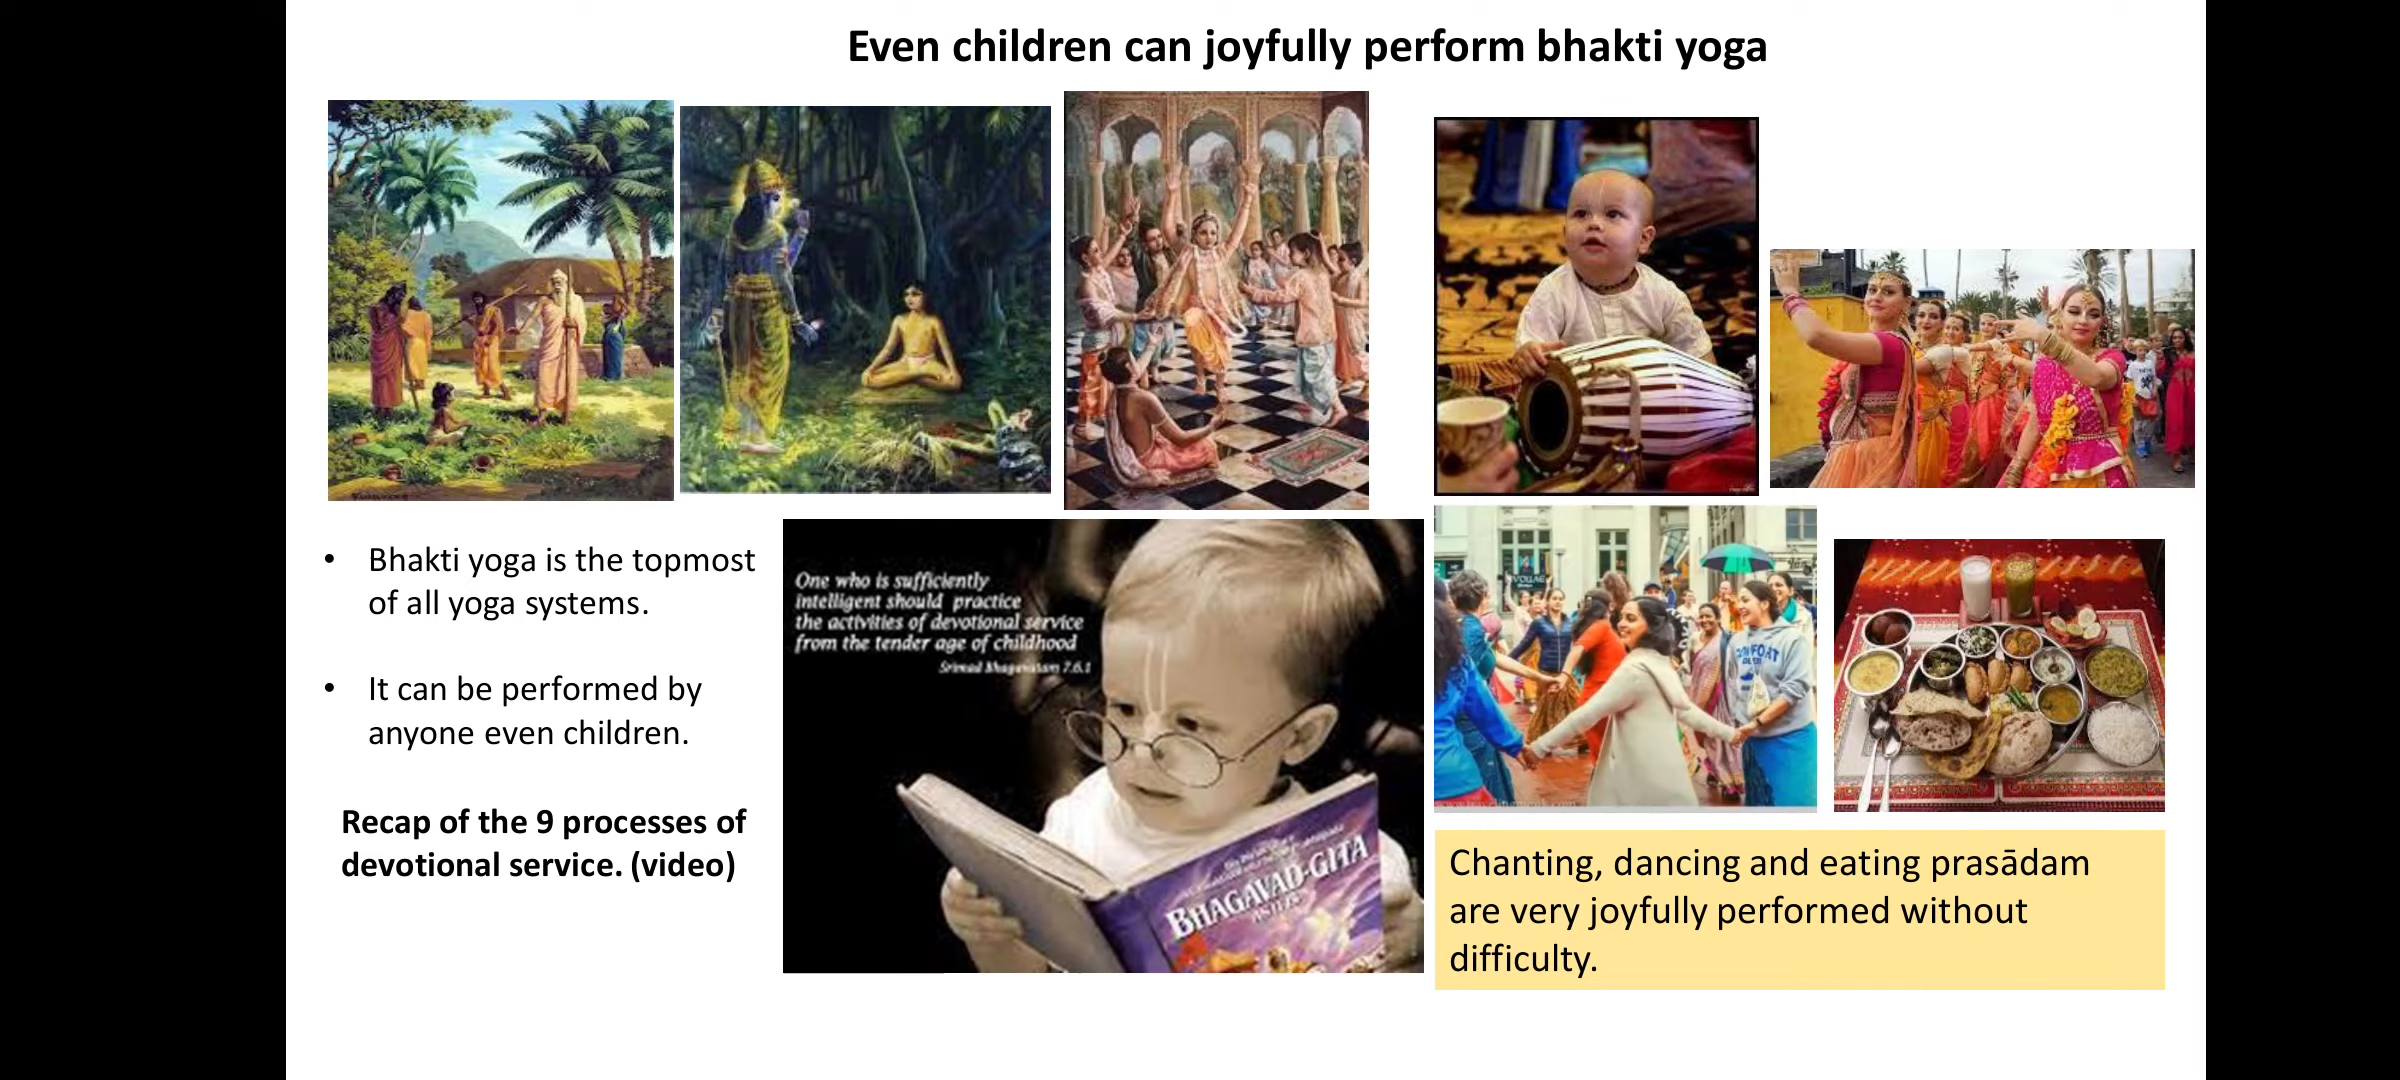 Even children can joyfully perform bhakti yoga
• Bhakti yoga is the topmost
of all yoga systems.
• It can be performed by
anyone even children.
Recap of the 9 processes of
devotional service. (video)
One who is sufficiently
intelligent should practice
the activities of devotional service
from the tender age of childhood
Srimad Bhagavatam 7.6.1
BHAGAVAD-GITA
AS IT IS
Chanting, dancing and eating prasādam
are very joyfully performed without
difficulty.